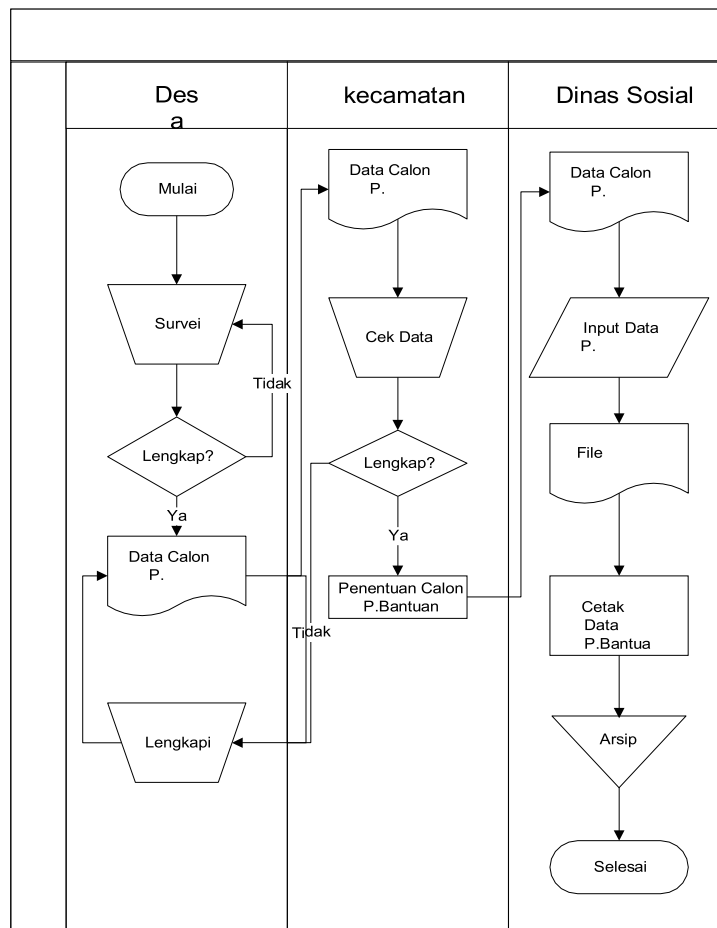 Des
a
kecamatan
Dinas Sosial
Mulai
Survei
Tidak
Lengkap?
Ya
Data Calon
P.
Lengkapi
Data Calon
P.
Cek Data
Lengkap?
Ya
Penentuan Calon
P.Bantuan
Tidak
Data Calon
P.
Input Data
P.
File
Cetak
Data
P.Bantua
Arsip
Selesai